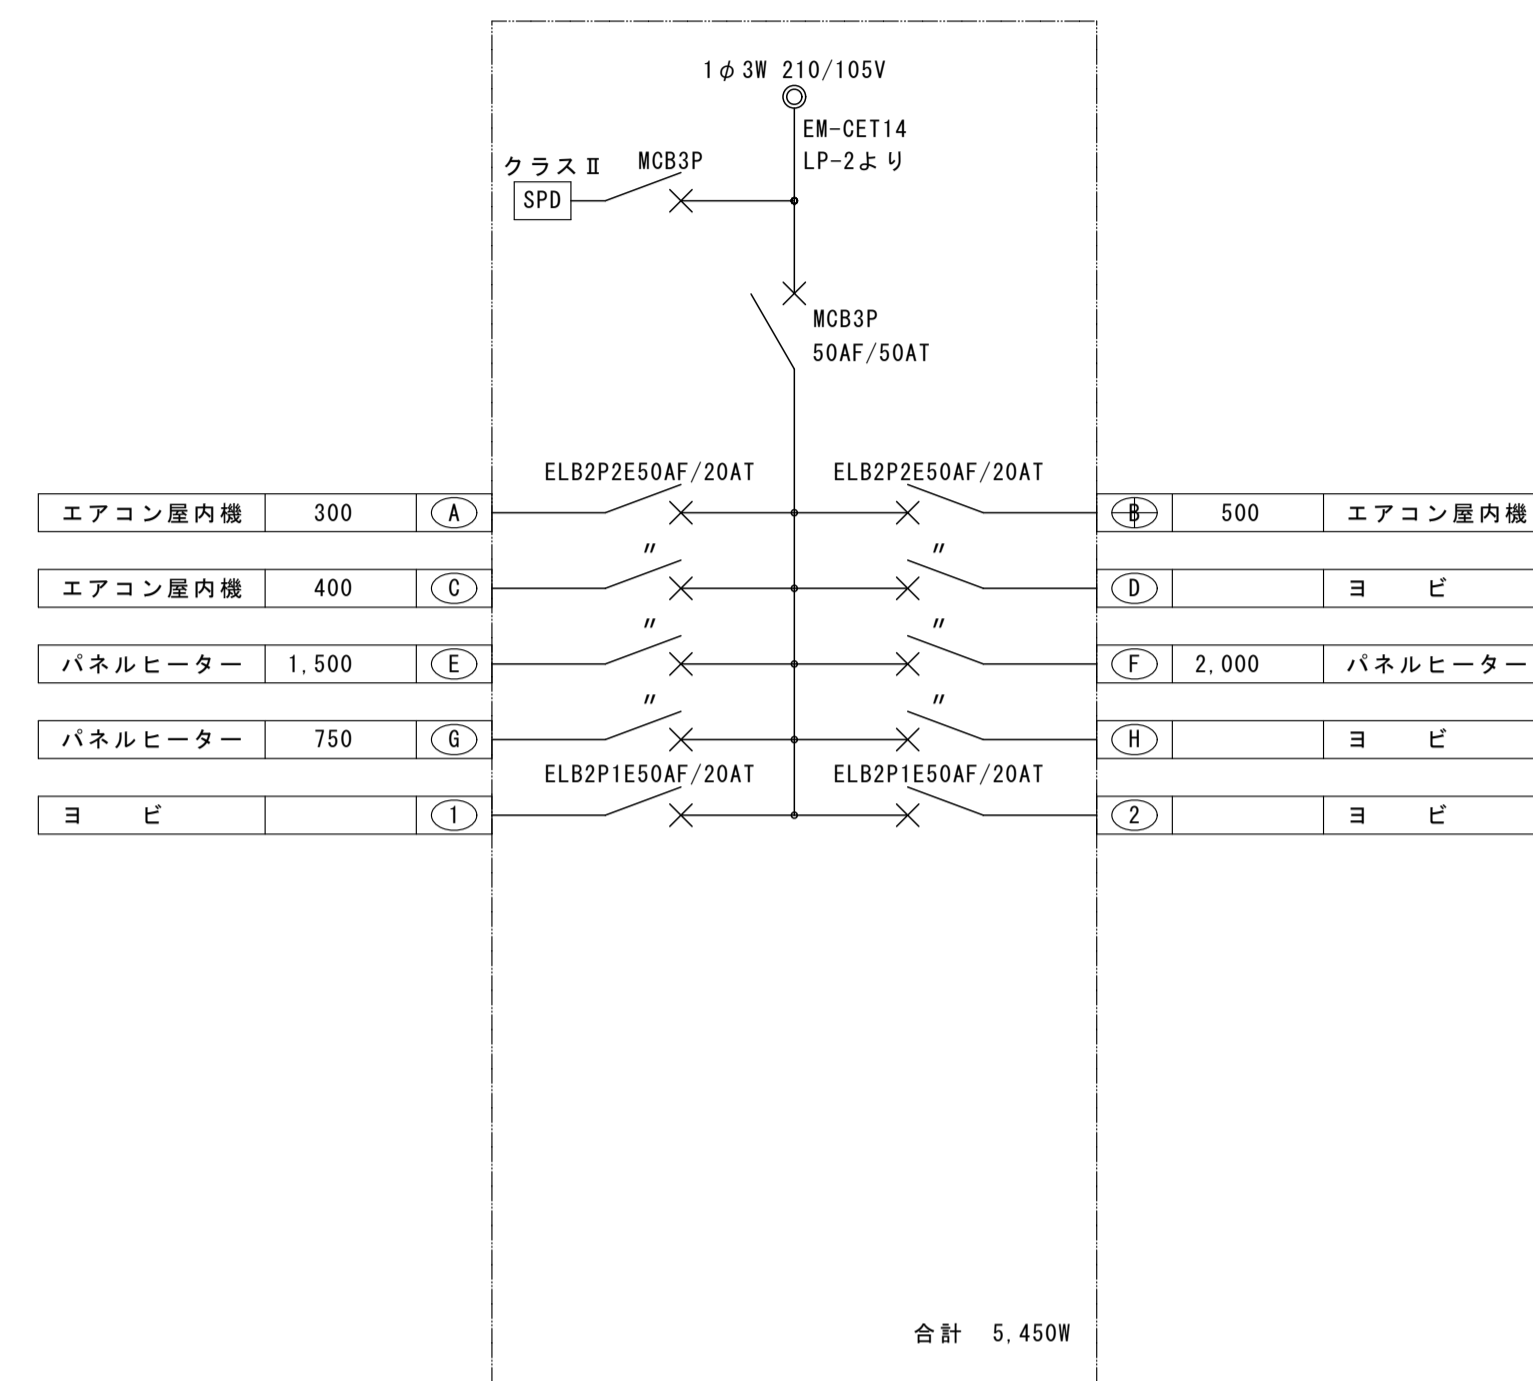 1φ3W 210/105V
EM-CET14
LP-2より
クラスⅡ MCB3P
SPD
MCB3P
50AF/50AT
ELB2P2E50AF/20AT ELB2P2E50AF/20AT
エアコン屋内機 300 A B 500 エアコン屋内機
〃 〃
エアコン屋内機 400 C D ヨビ
〃 〃
パネルヒーター 1,500 E F 2,000 パネルヒーター
〃 〃
パネルヒーター 750 G H ヨビ
ELB2P1E50AF/20AT ELB2P1E50AF/20AT
ヨビ 1 2 ヨビ
合計 5,450W